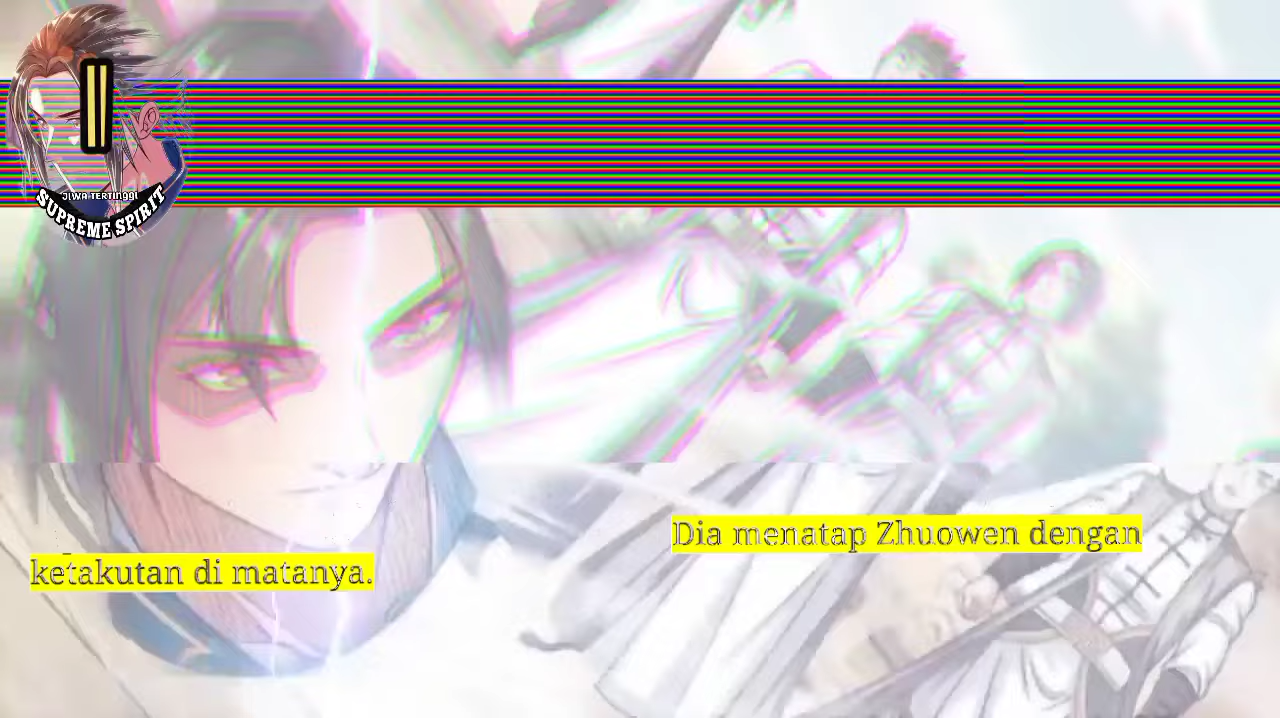 JIWA TERTINGGI
SUPREME SPIRIT
Dia menatap Zhuowen dengan
ketakutan di matanya.